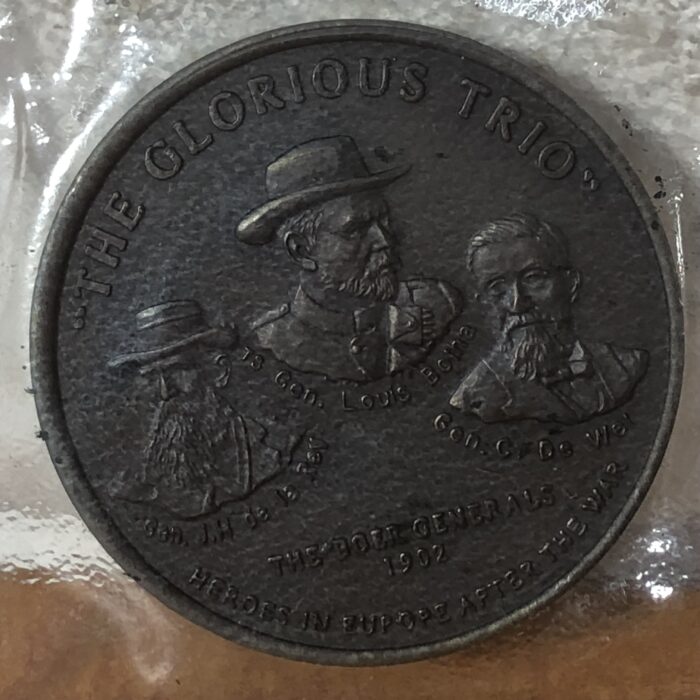 "THE GLORIOUS TRIO"
Gen. Louis Botha
Gen. C. De Wet
Gen. J.H de la Rey
THE BOER GENERALS
1902
HEROES IN EUROPE AFTER THE WAR